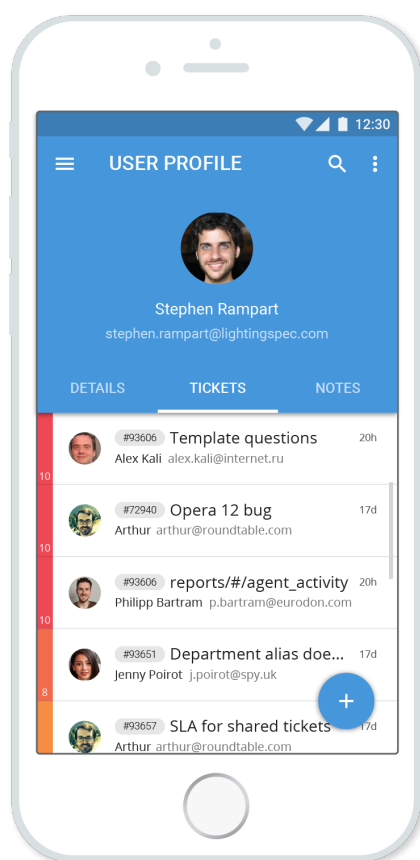 12:30
USER PROFILE
Stephen Rampart
stephen.rampart@lightingspec.com
DETAILS TICKETS NOTES
#93606 Template questions 20h
Alex Kali alex.kali@internet.ru
10
#72940 Opera 12 bug 17d
Arthur arthur@roundtable.com
10
#93606 reports/#/agent_activity 20h
Philipp Bartram p.bartram@eurodon.com
10
#93651 Department alias doe... 17d
Jenny Poirot j.poirot@spy.uk
8
+
#93657 SLA for shared tickets 17d
Arthur arthur@roundtable.com